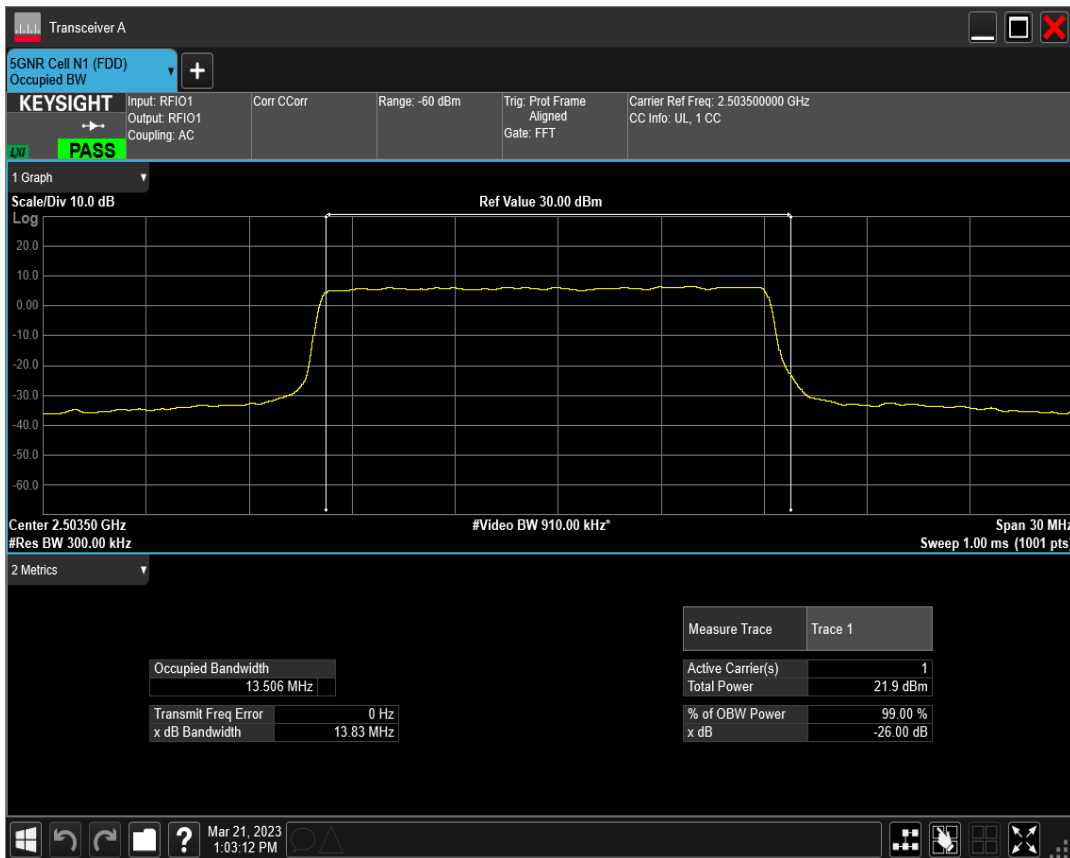 Transceiver A
5GNR Cell N1 (FDD)
Occupied BW
+
KEYSIGHT
LXI
PASS
Input: RFIO1
Output: RFIO1
Coupling: AC
Corr CCorr
Range: -60 dBm
Trig: Prot Frame
Aligned
Gate: FFT
Carrier Ref Freq: 2.503500000 GHz
CC Info: UL, 1 CC
1 Graph
Scale/Div 10.0 dB
Ref Value 30.00 dBm
Log
20.0
10.0
0.00
-10.0
-20.0
-30.0
-40.0
-50.0
-60.0
Center 2.50350 GHz
#Video BW 910.00 kHz*
Span 30 MHz
#Res BW 300.00 kHz
Sweep 1.00 ms (1001 pts)
2 Metrics
Measure Trace Trace 1
Occupied Bandwidth
13.506 MHz
Active Carrier(s) 1
Total Power 21.9 dBm
Transmit Freq Error 0 Hz
x dB Bandwidth 13.83 MHz
% of OBW Power 99.00 %
x dB -26.00 dB
?
Mar 21, 2023
1:03:12 PM